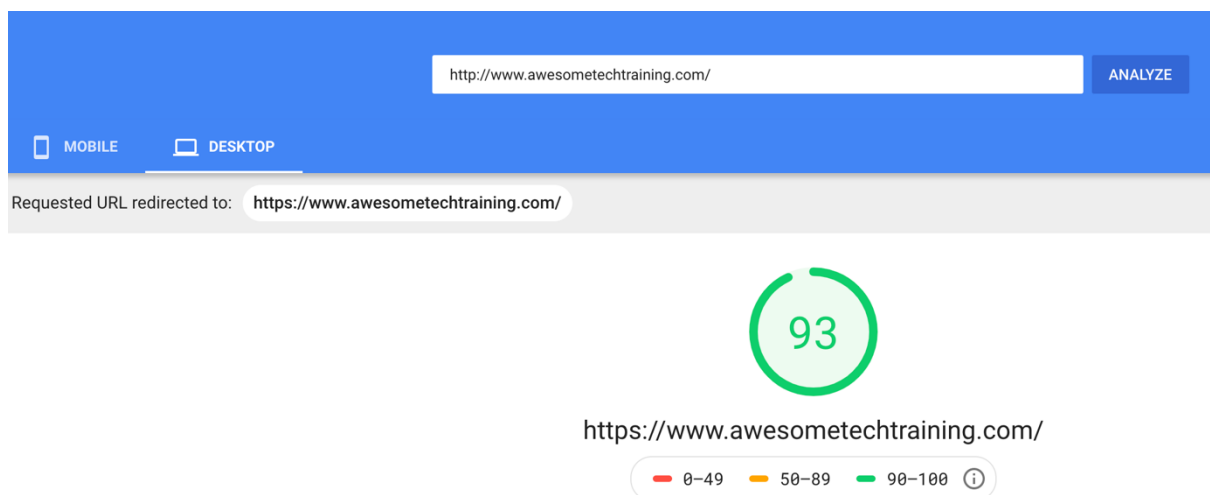 http://www.awesometechtraining.com/
ANALYZE
MOBILE
DESKTOP
Requested URL redirected to: https://www.awesometechtraining.com/
93
https://www.awesometechtraining.com/
0–49 50–89 90–100